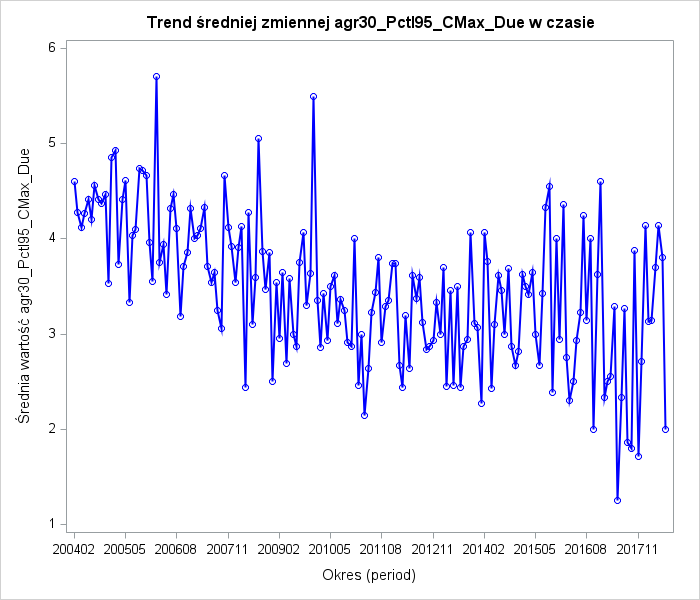 Trend średniej zmiennej agr30_Pctl95_CMax_Due w czasie
6
5
4
3
2
1
Średnia wartość agr30_Pctl95_CMax_Due
200402 200505 200608 200711 200902 201005 201108 201211 201402 201505 201608 201711
Okres (period)